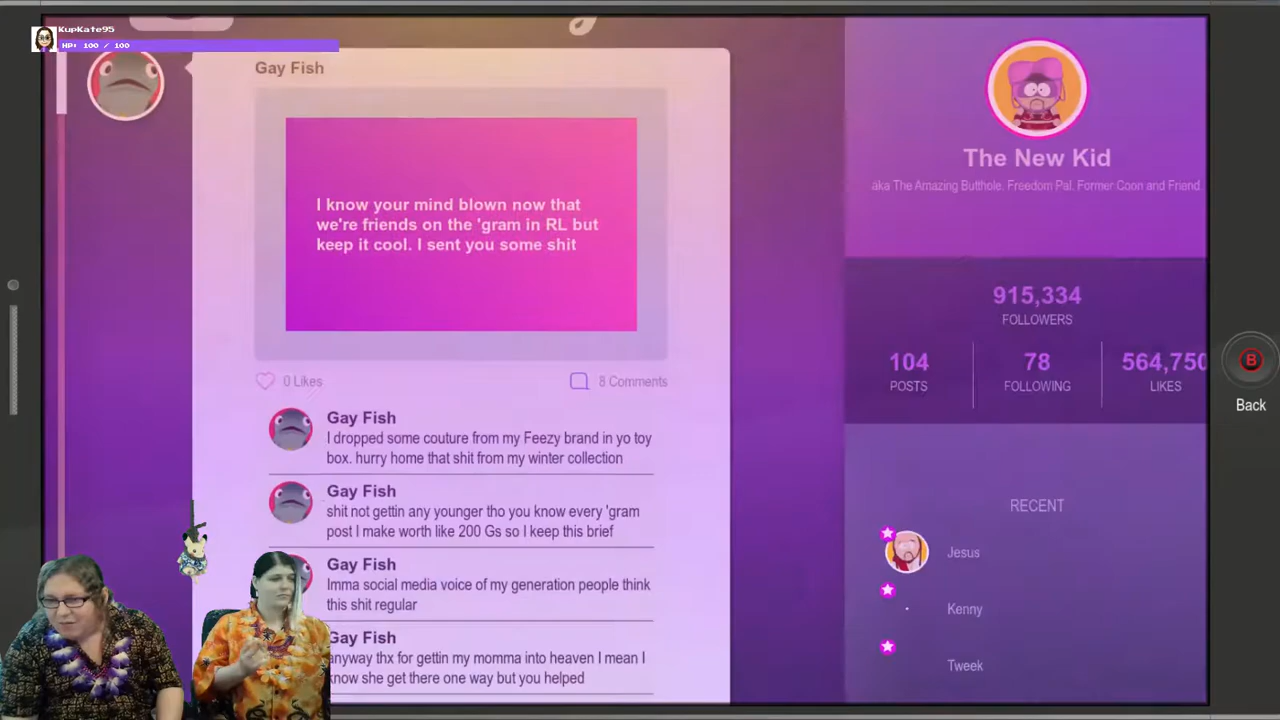 KupKate95
HP: 100 / 100
Gay Fish
I know your mind blown now that
we're friends on the 'gram in RL but
keep it cool. I sent you some shit
0 Likes
8 Comments
Gay Fish
I dropped some couture from my Feezy brand in yo toy
box. hurry home that shit from my winter collection
Gay Fish
shit not gettin any younger tho you know every 'gram
post I make worth like 200 Gs so I keep this brief
Gay Fish
Imma social media voice of my generation people think
this shit regular
Gay Fish
anyway thx for gettin my momma into heaven I mean I
know she get there one way but you helped
The New Kid
aka The Amazing Butthole. Freedom Pal. Former Coon and Friend
915,334
FOLLOWERS
104
POSTS
78
FOLLOWING
564,750
LIKES
RECENT
Jesus
Kenny
Tweek
B
Back